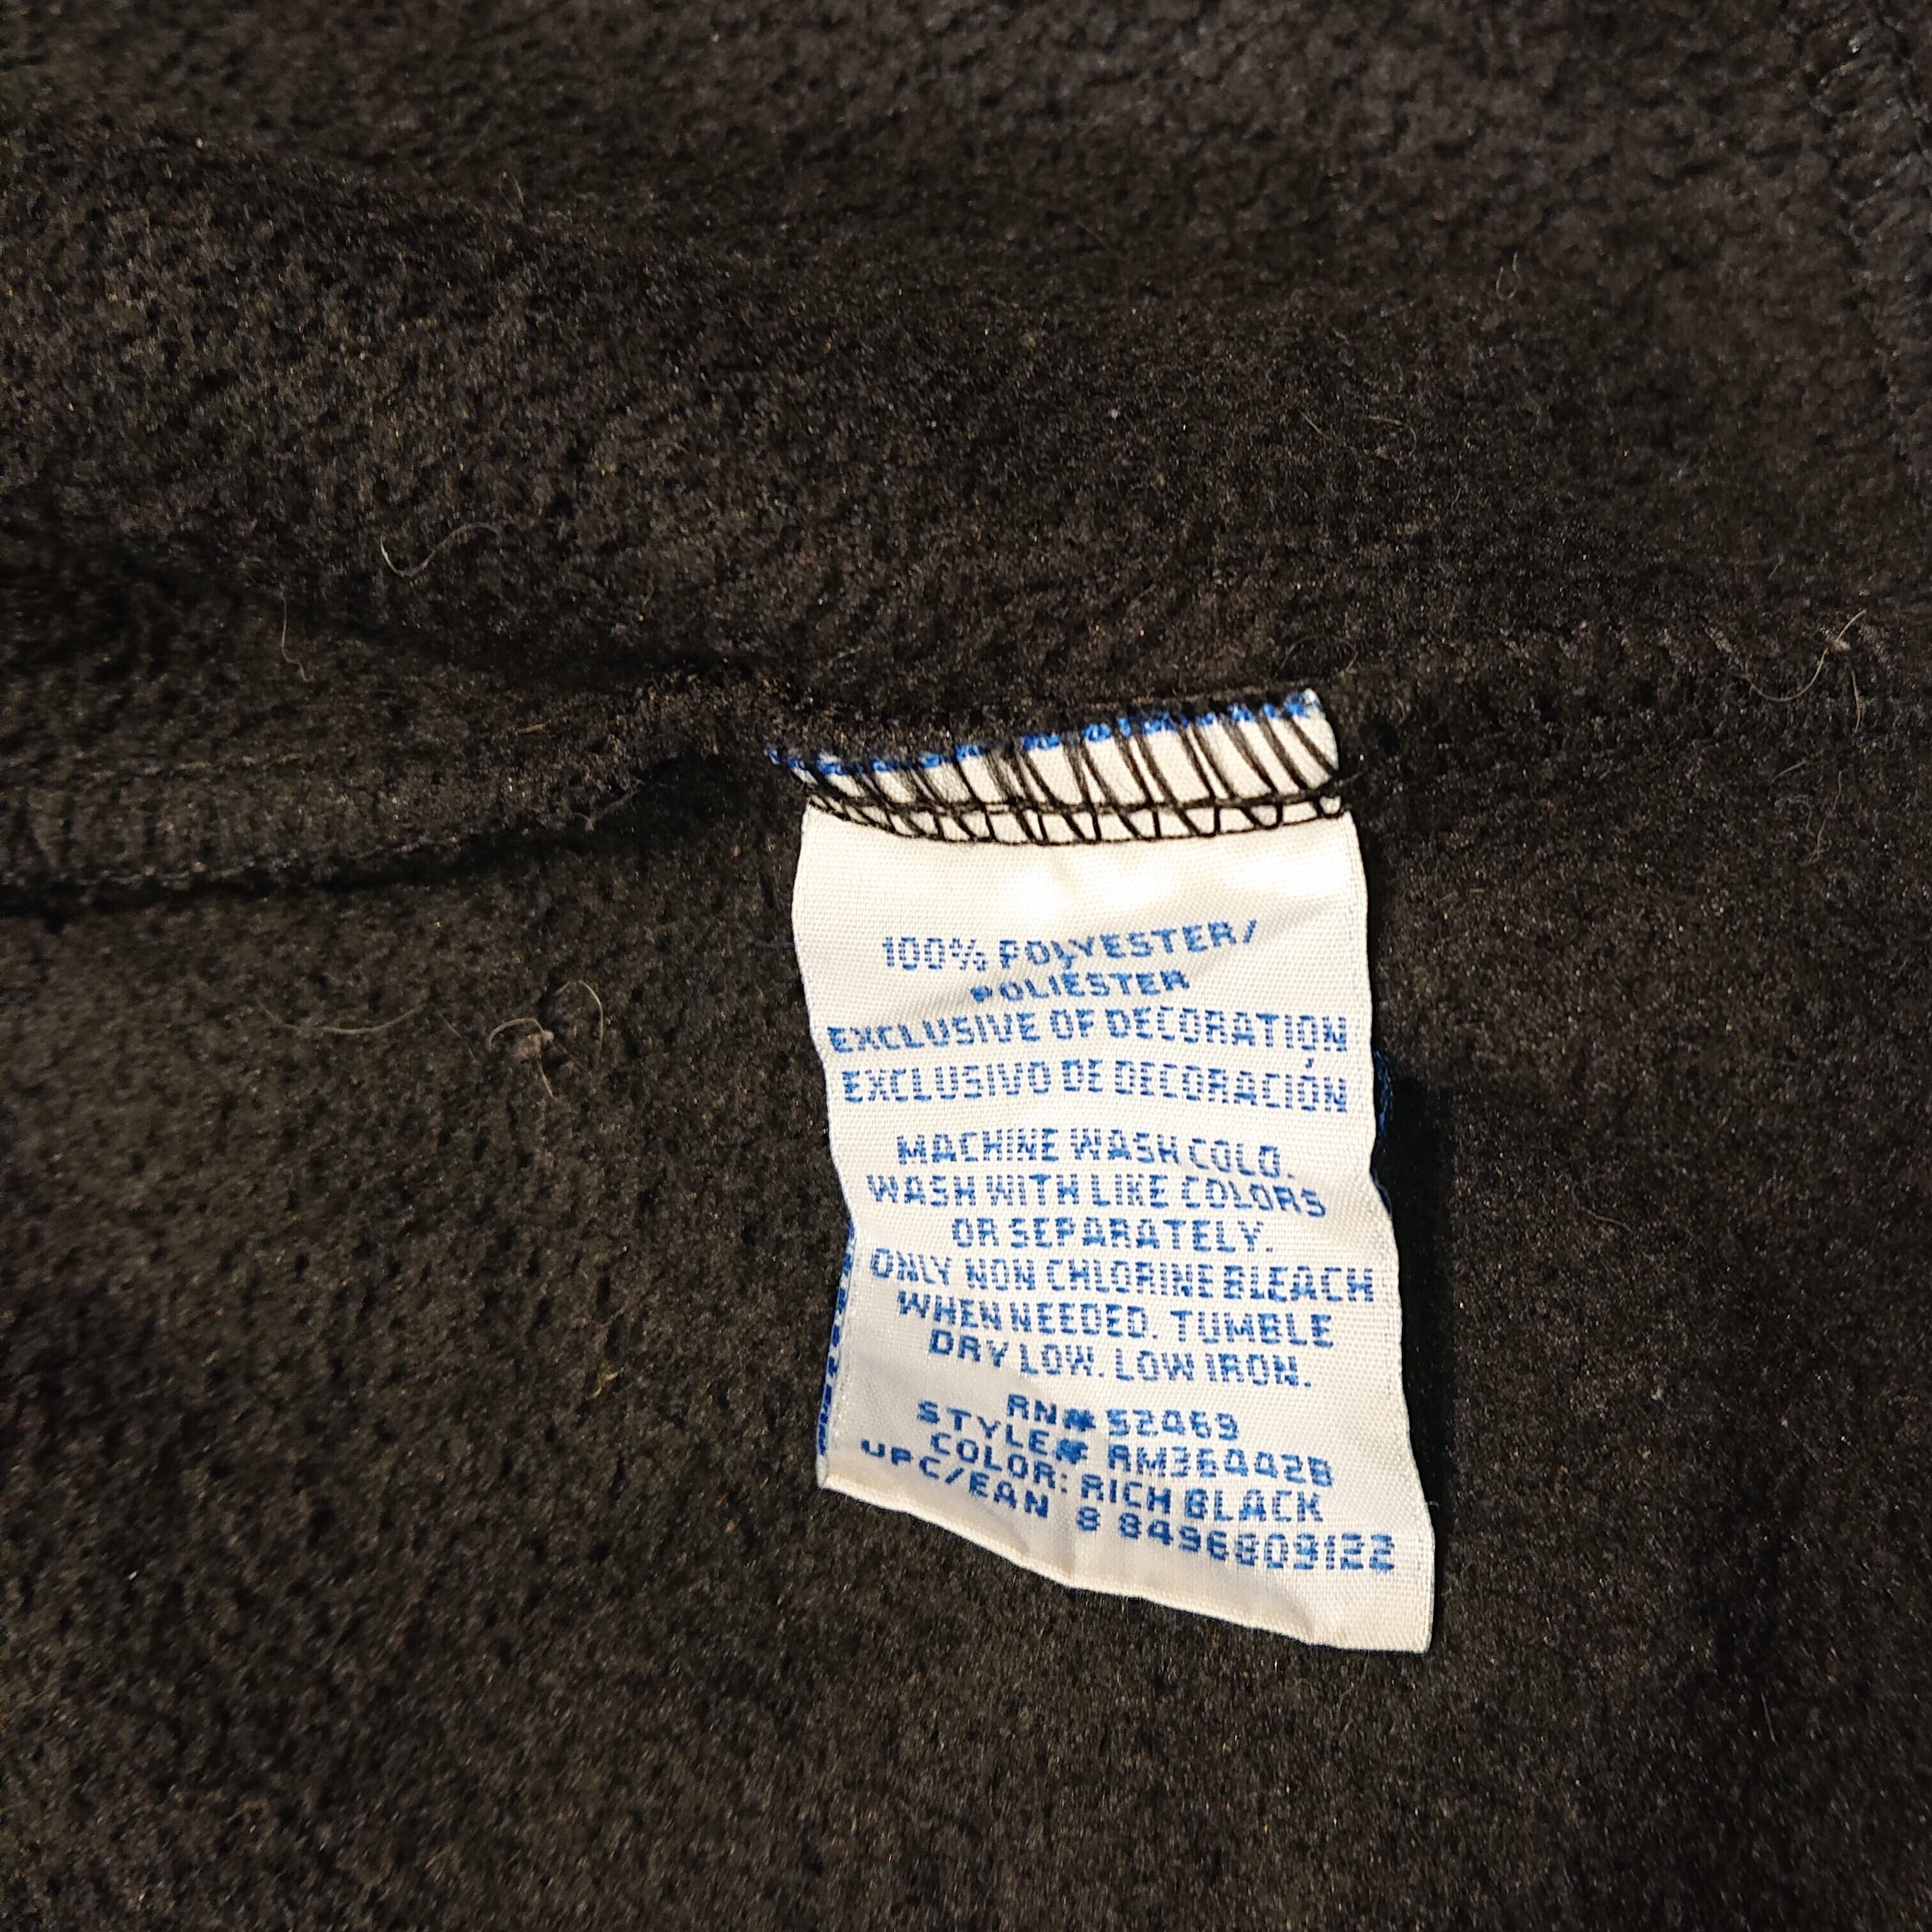 100% POLYESTER/
POLIESTER
EXCLUSIVE OF DECORATION
EXCLUSIVO DE DECORACIÓN
MACHINE WASH COLD.
WASH WITH LIKE COLORS
OR SEPARATELY.
ONLY NON CHLORINE BLEACH
WHEN NEEDED. TUMBLE
DRY LOW. LOW IRON.
RN# 52469
STYLE# RM36442B
COLOR: RICH BLACK
UPC/EAN 8 8496609122